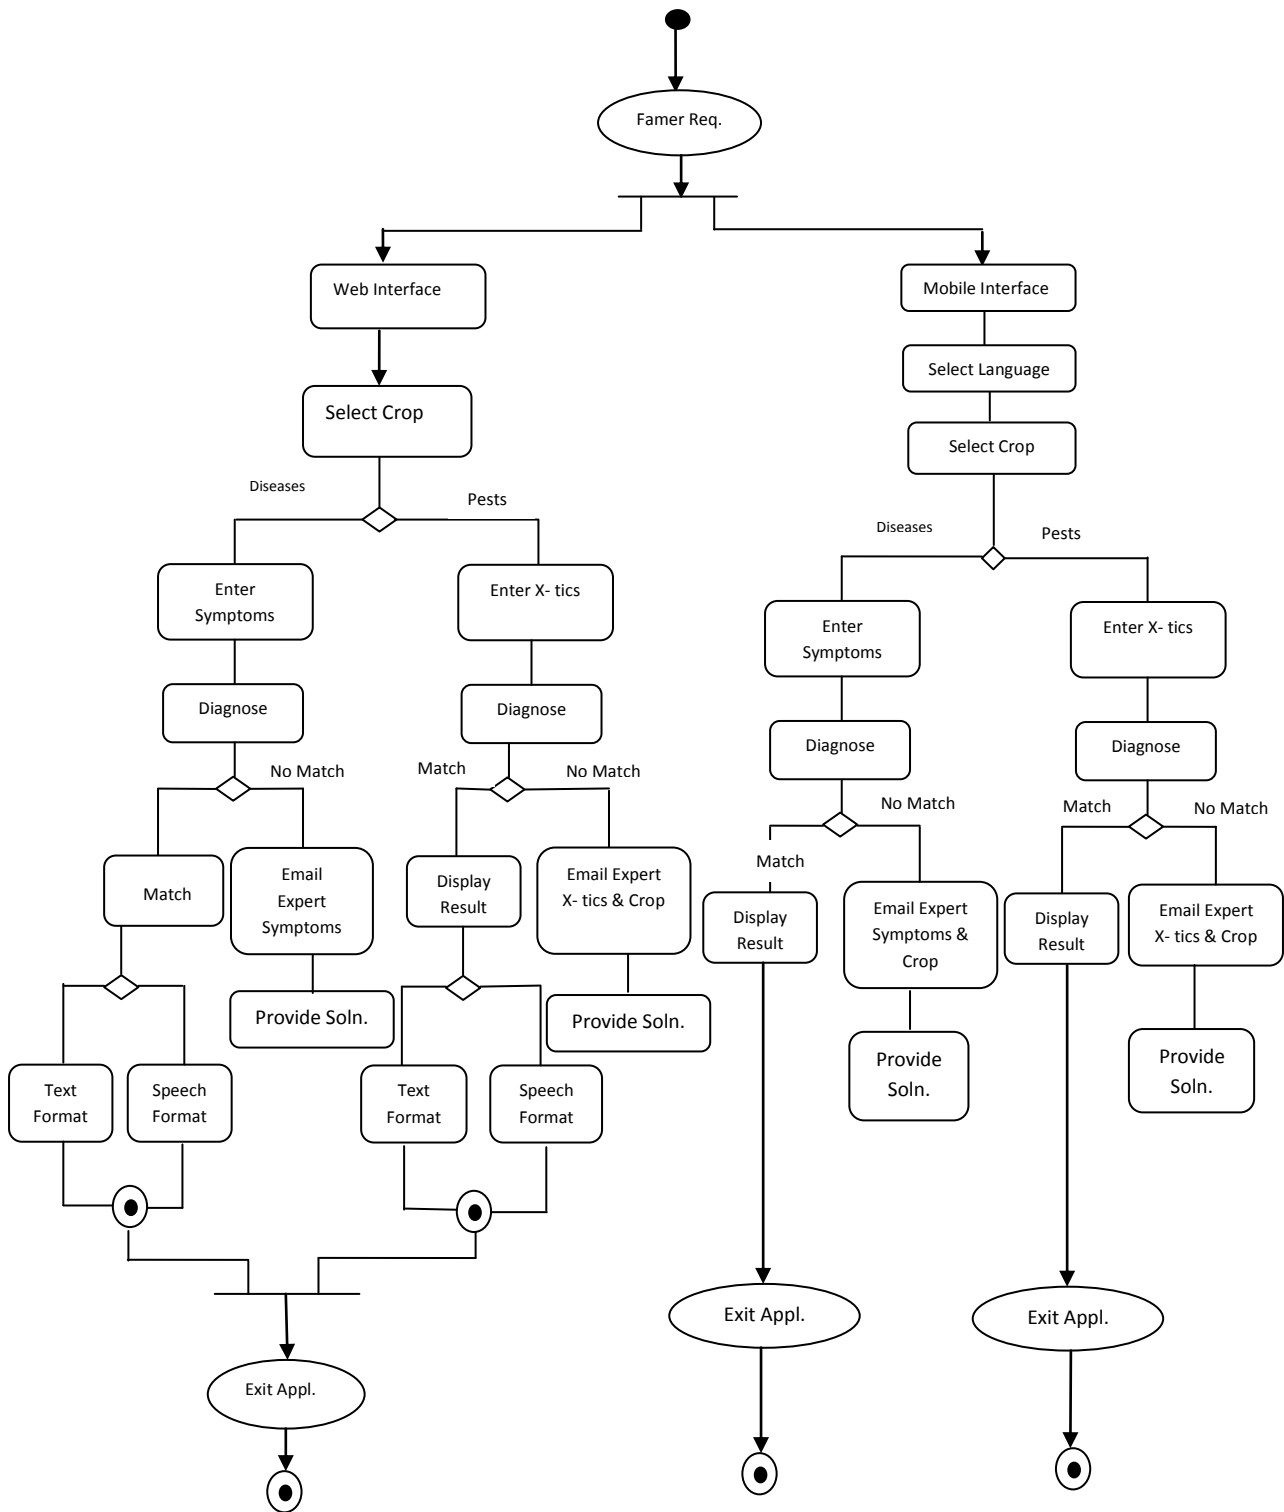 Famer Req.
Web Interface
Mobile Interface
Select Language
Select Crop
Select Crop
Diseases
Pests
Diseases
Pests
Enter
Symptoms
Enter X- tics
Enter
Symptoms
Enter X- tics
Diagnose
Diagnose
Diagnose
Diagnose
No Match
Match
No Match
No Match
Match
No Match
Match
Match
Email
Expert
Symptoms
Display
Result
Email Expert
X- tics & Crop
Display
Result
Email Expert
Symptoms &
Crop
Display
Result
Email Expert
X- tics & Crop
Provide Soln.
Provide Soln.
Provide
Soln.
Provide
Soln.
Text
Format
Speech
Format
Text
Format
Speech
Format
Exit Appl.
Exit Appl.
Exit Appl.